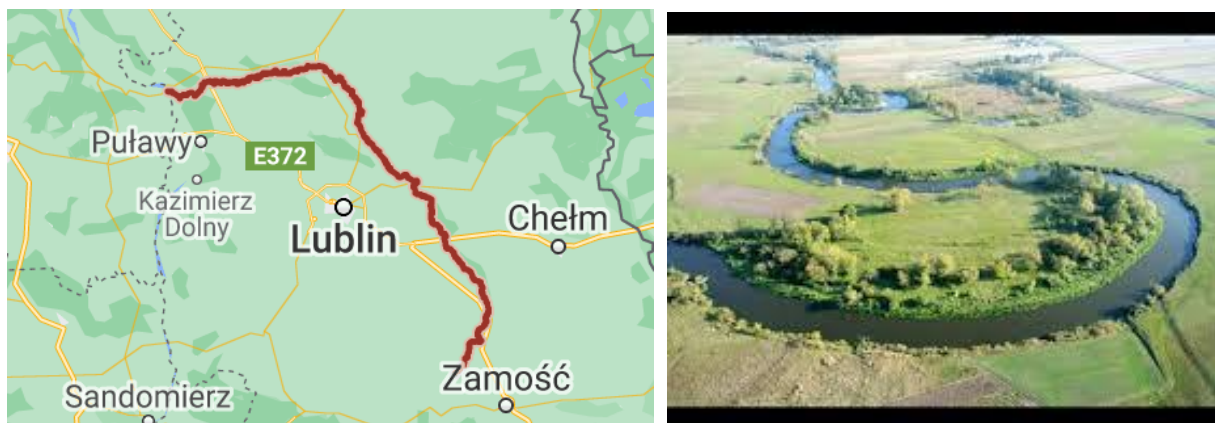 Puławy
E372
Kazimierz
Dolny
Lublin
Chełm
Zamość
Sandomierz